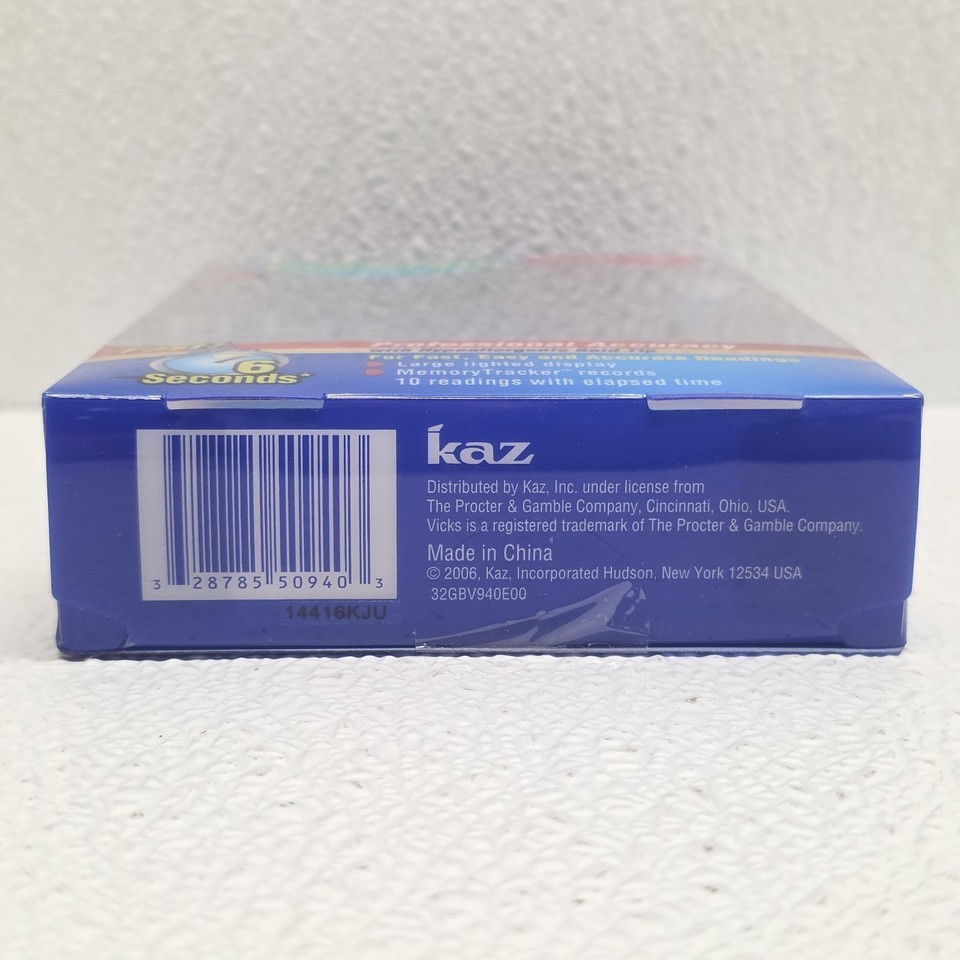 6
Seconds*
Professional Accuracy
For Fast, Easy and Accurate Readings
Large lighted display
MemoryTracker™ records
10 readings with elapsed time
3 28785 50940 3
14416KJU
kaz
Distributed by Kaz, Inc. under license from
The Procter & Gamble Company, Cincinnati, Ohio, USA.
Vicks is a registered trademark of The Procter & Gamble Company.
Made in China
© 2006, Kaz, Incorporated Hudson, New York 12534 USA
32GBV940E00